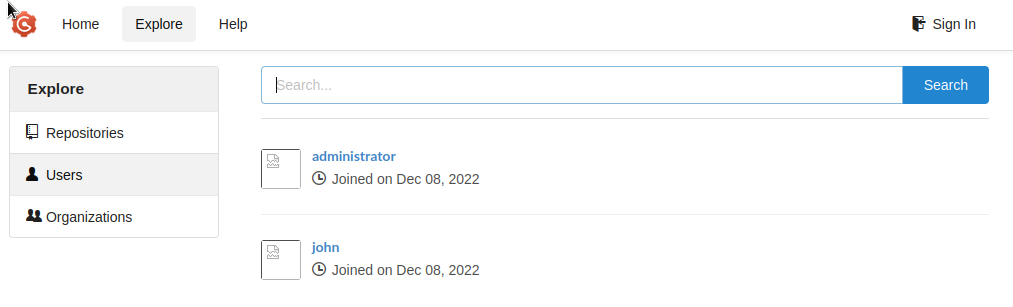 Home Explore Help Sign In
Explore
Repositories
Users
Organizations
Search... Search
administrator
Joined on Dec 08, 2022
john
Joined on Dec 08, 2022